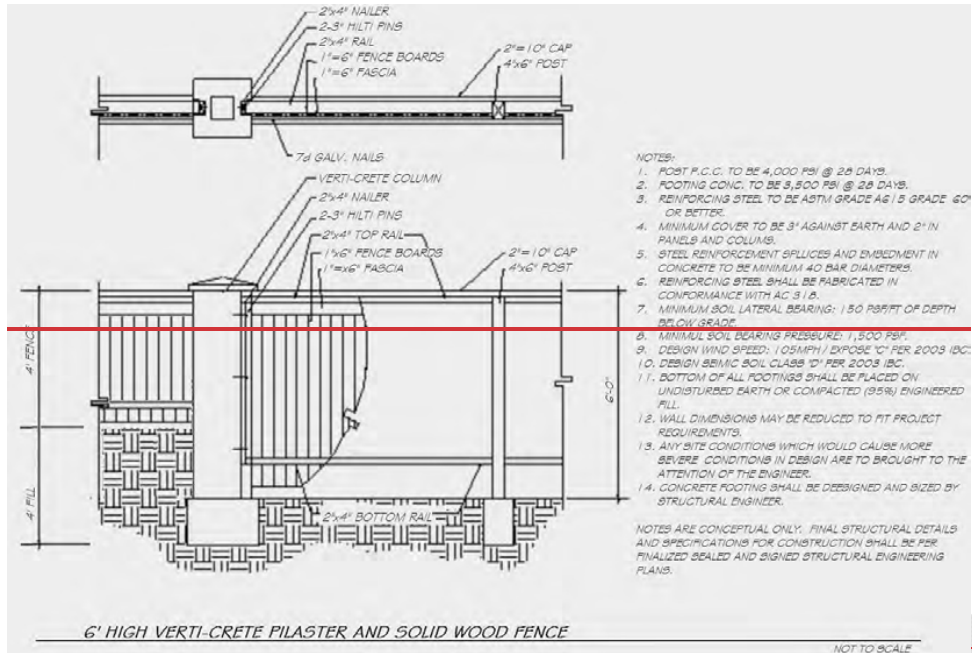 2"x4" NAILER
2-3" HILTI PINS
2"x4" RAIL
1"=6" FENCE BOARDS
1"=6" FASCIA
2"=10" CAP
4"x6" POST
7d GALV. NAILS
VERTI-CRETE COLUMN
2"x4" NAILER
2-3" HILTI PINS
2"x4" TOP RAIL
1"x6" FENCE BOARDS
1"=x6" FASCIA
2"=10" CAP
4"x6" POST
4' FENCE
4' FILL
6'-0"
2"x4" BOTTOM RAIL
NOTES:
1. POST P.C.C. TO BE 4,000 PSI @ 28 DAYS.
2. FOOTING CONC. TO BE 3,500 PSI @ 28 DAYS.
3. REINFORCING STEEL TO BE ASTM GRADE A615 GRADE 60"
OR BETTER.
4. MINIMUM COVER TO BE 3" AGAINST EARTH AND 2" IN
PANELS AND COLUMS.
5. STEEL REINFORCEMENT SPLICES AND EMBEDMENT IN
CONCRETE TO BE MINIMUM 40 BAR DIAMETERS.
6. REINFORCING STEEL SHALL BE FABRICATED IN
CONFORMANCE WITH AC 318.
7. MINIMUM SOIL LATERAL BEARING: 150 PSF/FT OF DEPTH
BELOW GRADE.
8. MINIMUL SOIL BEARING PRESSURE: 1,500 PSF.
9. DESIGN WIND SPEED: 105MPH / EXPOSE "C" PER 2003 IBC.
10. DESIGN SEIMIC SOIL CLASS "D" PER 2003 IBC.
11. BOTTOM OF ALL FOOTINGS SHALL BE PLACED ON
UNDISTURBED EARTH OR COMPACTED (95%) ENGINEERED
FILL.
12. WALL DIMENSIONS MAY BE REDUCED TO FIT PROJECT
REQUIREMENTS.
13. ANY SITE CONDITIONS WHICH WOULD CAUSE MORE
SEVERE CONDITIONS IN DESIGN ARE TO BROUGHT TO THE
ATTENTION OF THE ENGINEER.
14. CONCRETE FOOTING SHALL BE DEESIGNED AND SIZED BY
STRUCTURAL ENGINEER.
NOTES ARE CONCEPTUAL ONLY. FINAL STRUCTURAL DETAILS
AND SPECIFICATIONS FOR CONSTRUCTION SHALL BE PER
FINALIZED SEALED AND SIGNED STRUCTURAL ENGINEERING
PLANS.
6' HIGH VERTI-CRETE PILASTER AND SOLID WOOD FENCE
NOT TO SCALE